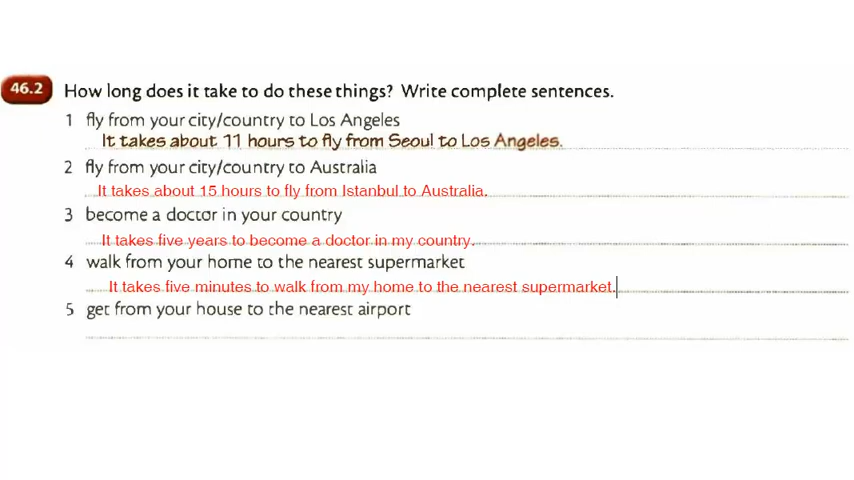 46.2 How long does it take to do these things? Write complete sentences.
1 fly from your city/country to Los Angeles
It takes about 11 hours to fly from Seoul to Los Angeles.
2 fly from your city/country to Australia
It takes about 15 hours to fly from Istanbul to Australia.
3 become a doctor in your country
It takes five years to become a doctor in my country.
4 walk from your home to the nearest supermarket
It takes five minutes to walk from my home to the nearest supermarket.
5 get from your house to the nearest airport